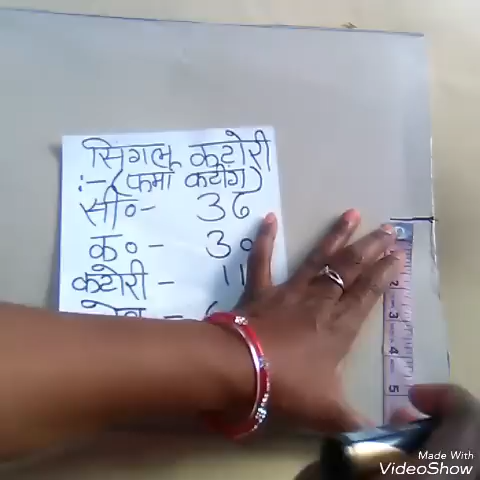 सिंगल कटोरी
:-(फर्मा कटींग)
सी०- 36
क० - 30
कटोरी - 11
2
3
4
5
Made With
VideoShow